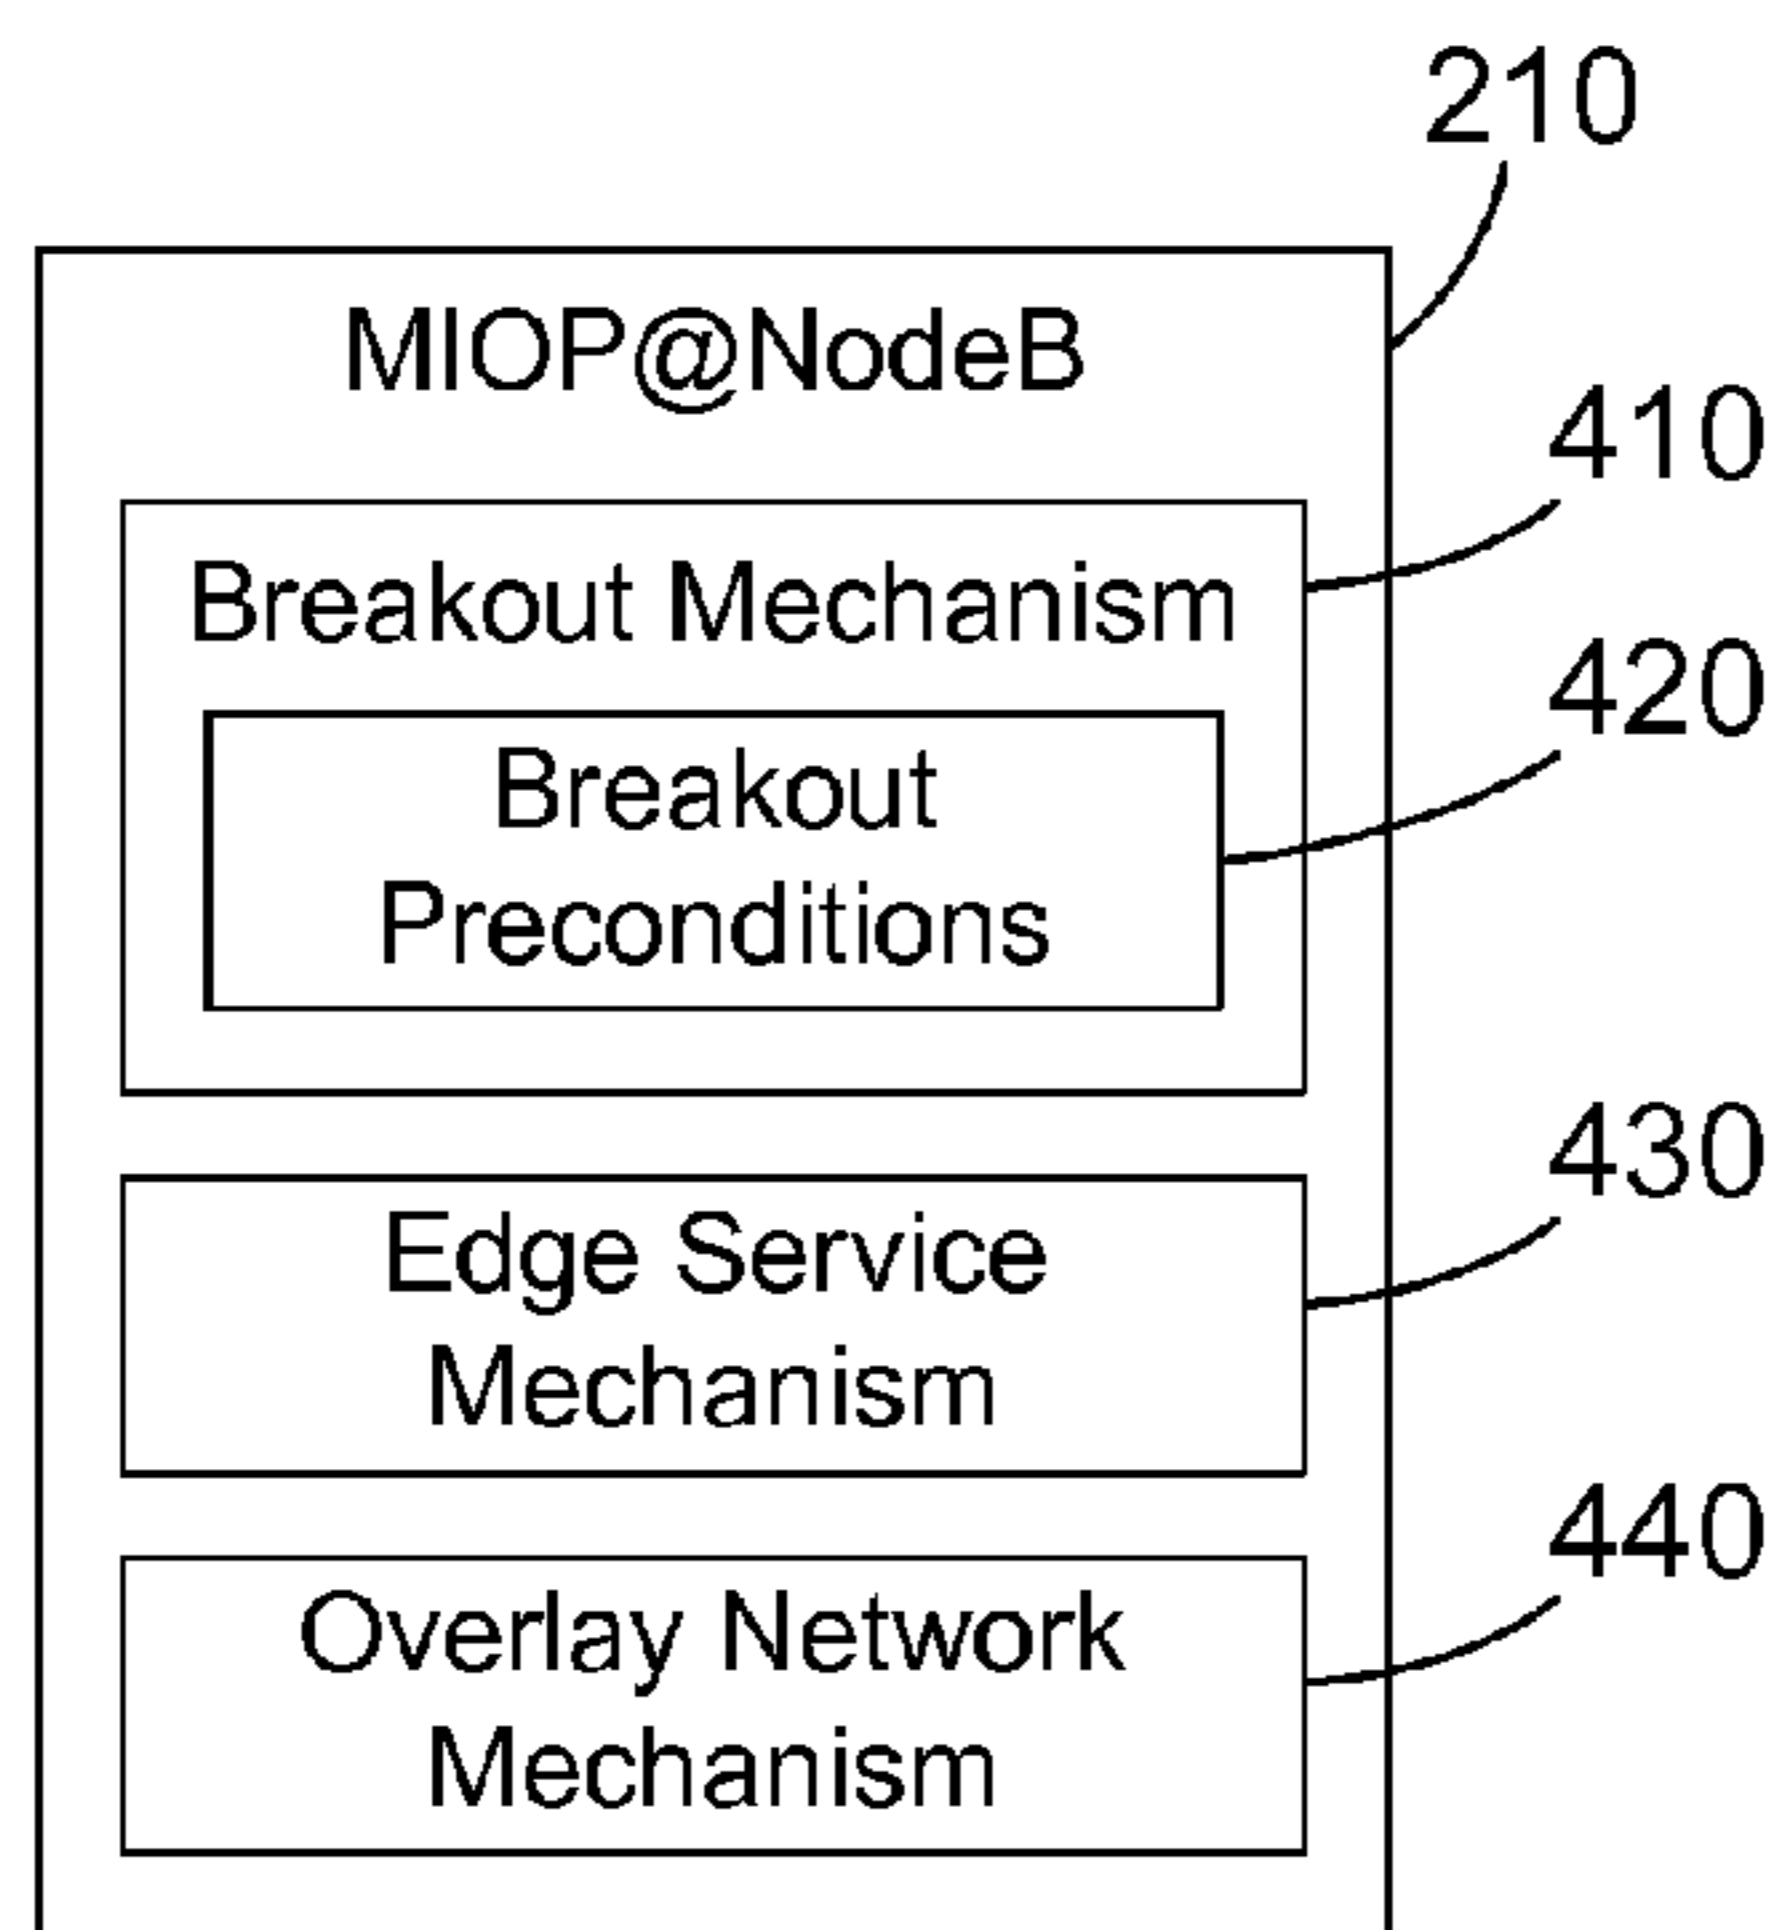 210
MIOP@NodeB
410
Breakout Mechanism
420
Breakout
Preconditions
430
Edge Service
Mechanism
440
Overlay Network
Mechanism